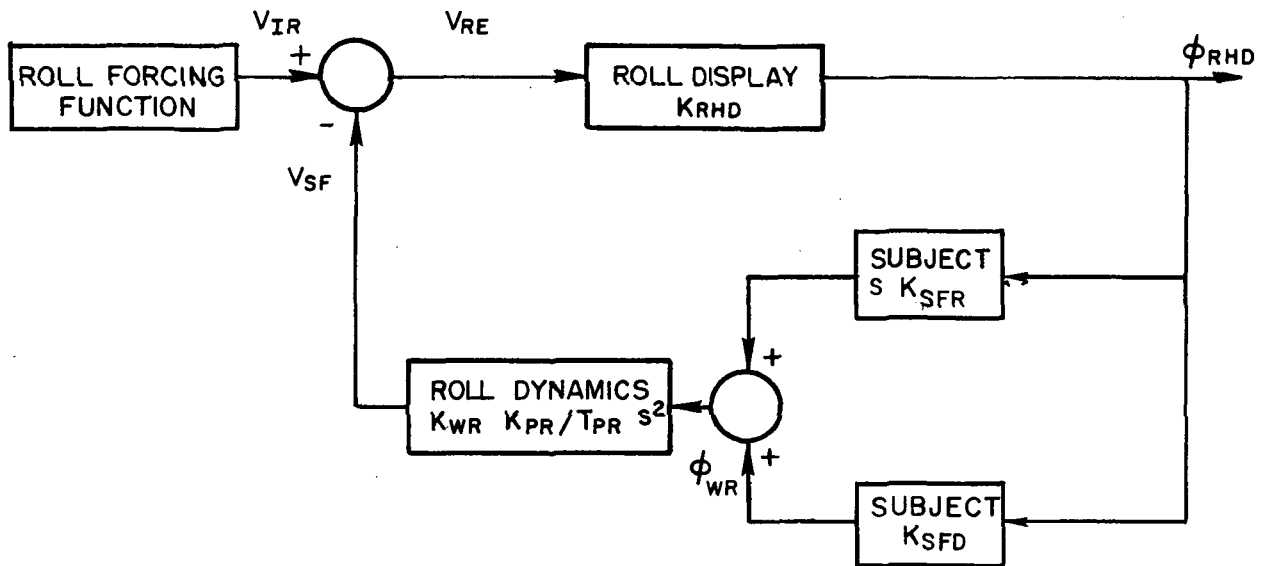 V_IR
V_RE
ROLL FORCING
FUNCTION
+
-
ROLL DISPLAY
K_RHD
ϕ_RHD
V_SF
SUBJECT
S K_SFR
+
ROLL DYNAMICS
K_WR K_PR/T_PR S²
ϕ_WR
+
SUBJECT
K_SFD